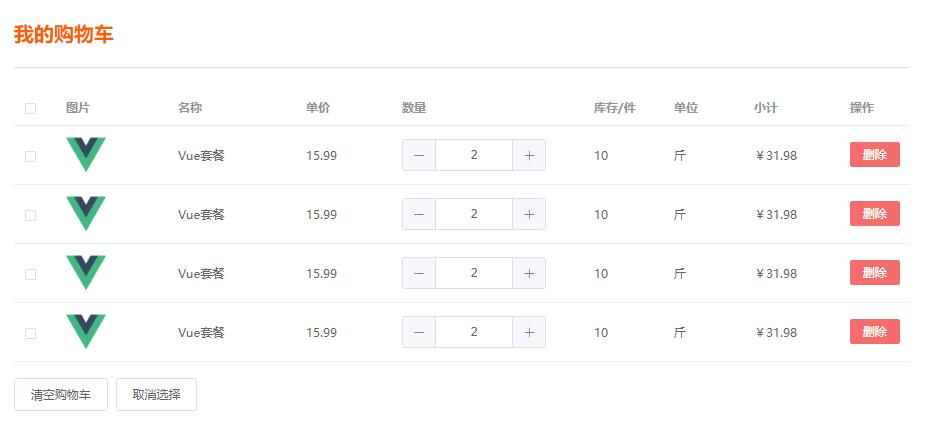 我的购物车
图片 名称 单价 数量 库存/件 单位 小计 操作
Vue套餐 15.99 − 2 + 10 斤 ￥31.98 删除
Vue套餐 15.99 − 2 + 10 斤 ￥31.98 删除
Vue套餐 15.99 − 2 + 10 斤 ￥31.98 删除
Vue套餐 15.99 − 2 + 10 斤 ￥31.98 删除
清空购物车 取消选择